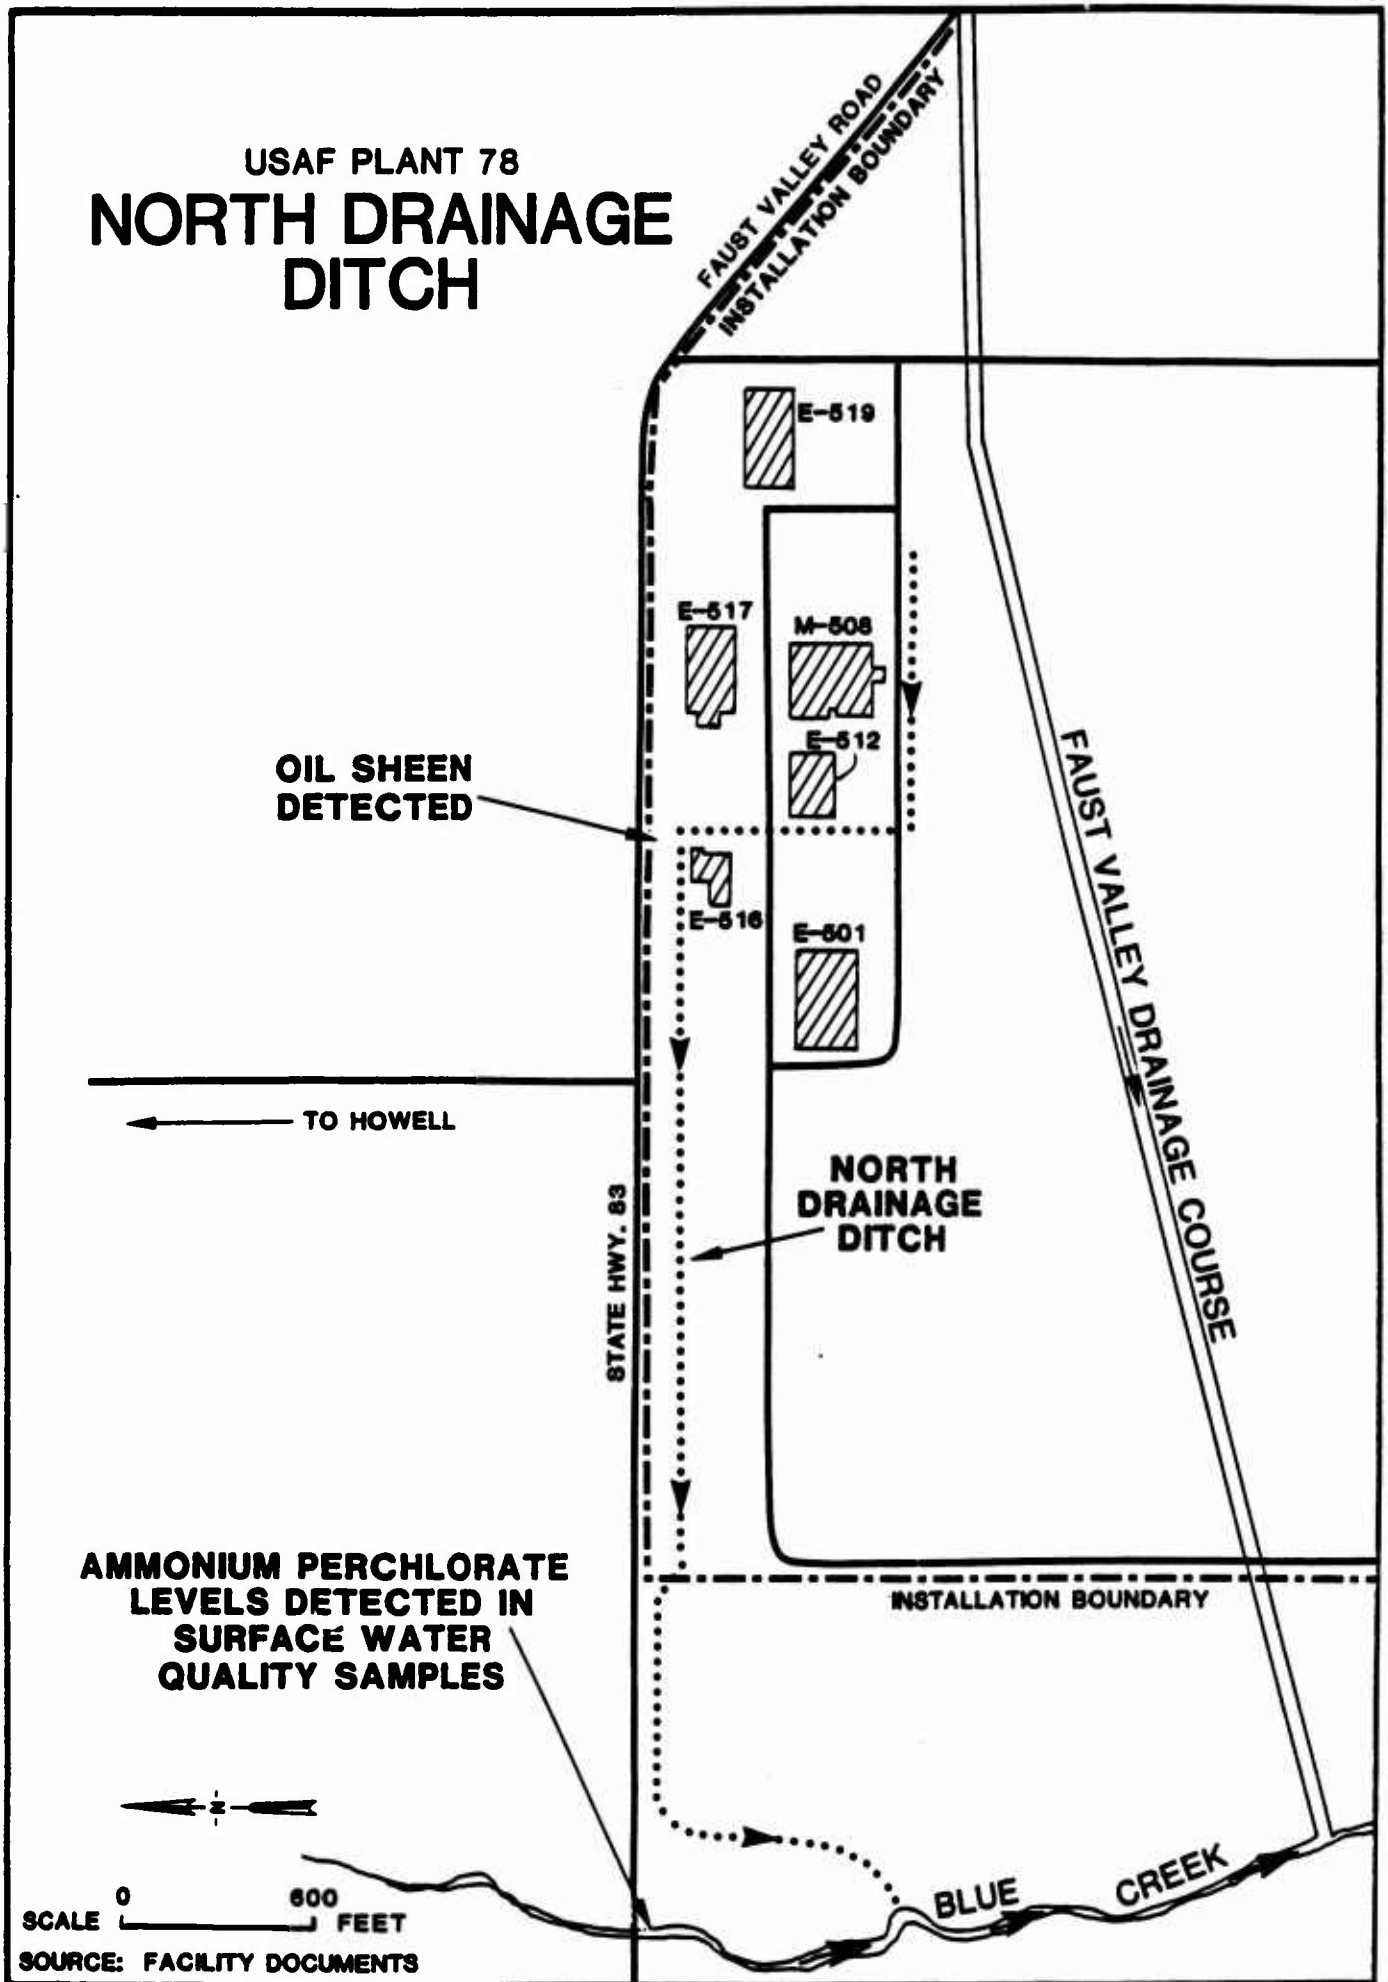 USAF PLANT 78
NORTH DRAINAGE
DITCH
FAUST VALLEY ROAD
INSTALLATION BOUNDARY
E-519
E-517
M-508
E-512
OIL SHEEN
DETECTED
E-516
E-501
FAUST VALLEY DRAINAGE COURSE
TO HOWELL
NORTH
DRAINAGE
DITCH
STATE HWY. 83
AMMONIUM PERCHLORATE
LEVELS DETECTED IN
SURFACE WATER
QUALITY SAMPLES
INSTALLATION BOUNDARY
N
BLUE CREEK
0 600
SCALE FEET
SOURCE: FACILITY DOCUMENTS